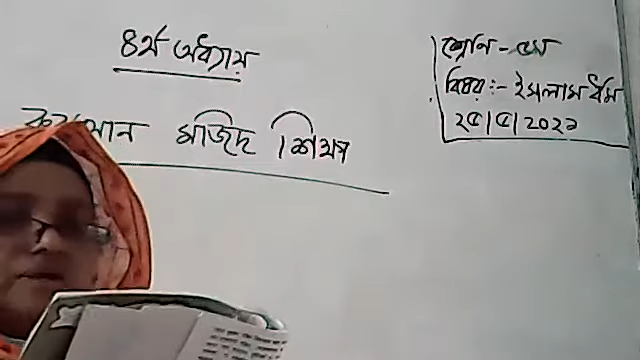 ৪র্থ অধ্যায়
কুরআন মজিদ শিক্ষা
শ্রেনি - ৫ম
বিষয়:- ইসলাম ধর্ম
২৫/৫/২০২১